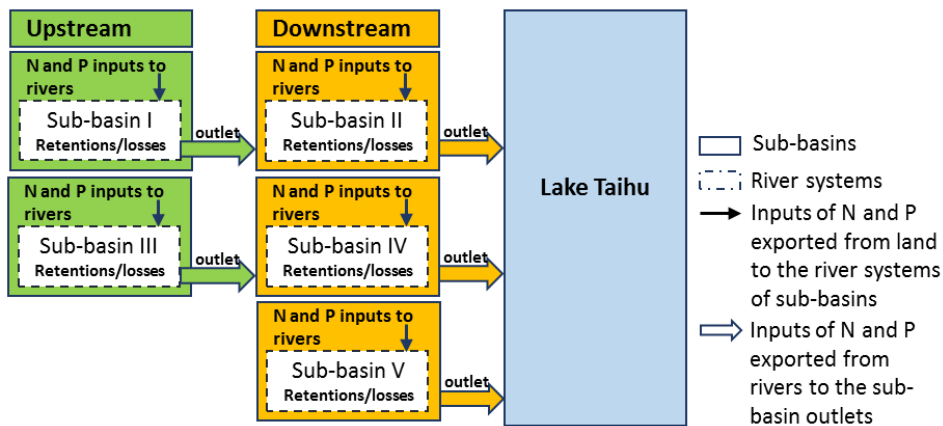 Upstream
Downstream
N and P inputs to
rivers
Sub-basin I
Retentions/losses
outlet
N and P inputs to
rivers
Sub-basin II
Retentions/losses
outlet
N and P inputs to
rivers
Sub-basin III
Retentions/losses
outlet
N and P inputs to
rivers
Sub-basin IV
Retentions/losses
outlet
N and P inputs to
rivers
Sub-basin V
Retentions/losses
outlet
Lake Taihu
Sub-basins
River systems
Inputs of N and P
exported from land
to the river systems
of sub-basins
Inputs of N and P
exported from
rivers to the sub-
basin outlets